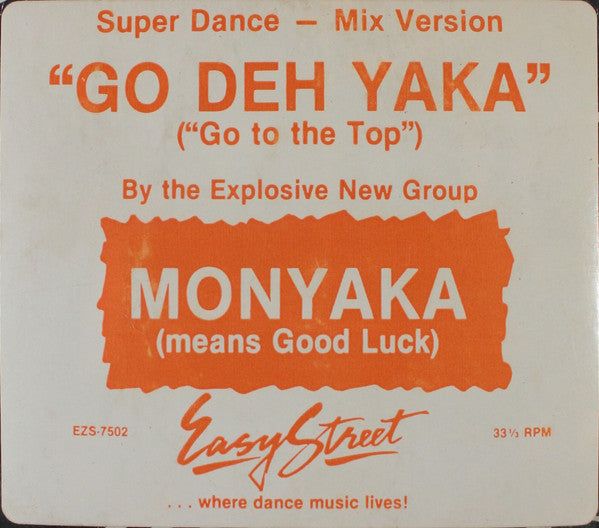 Super Dance — Mix Version
“GO DEH YAKA”
(“Go to the Top”)
By the Explosive New Group
MONYAKA
(means Good Luck)
EZS-7502
Easy Street
33⅓ RPM
. . . where dance music lives!